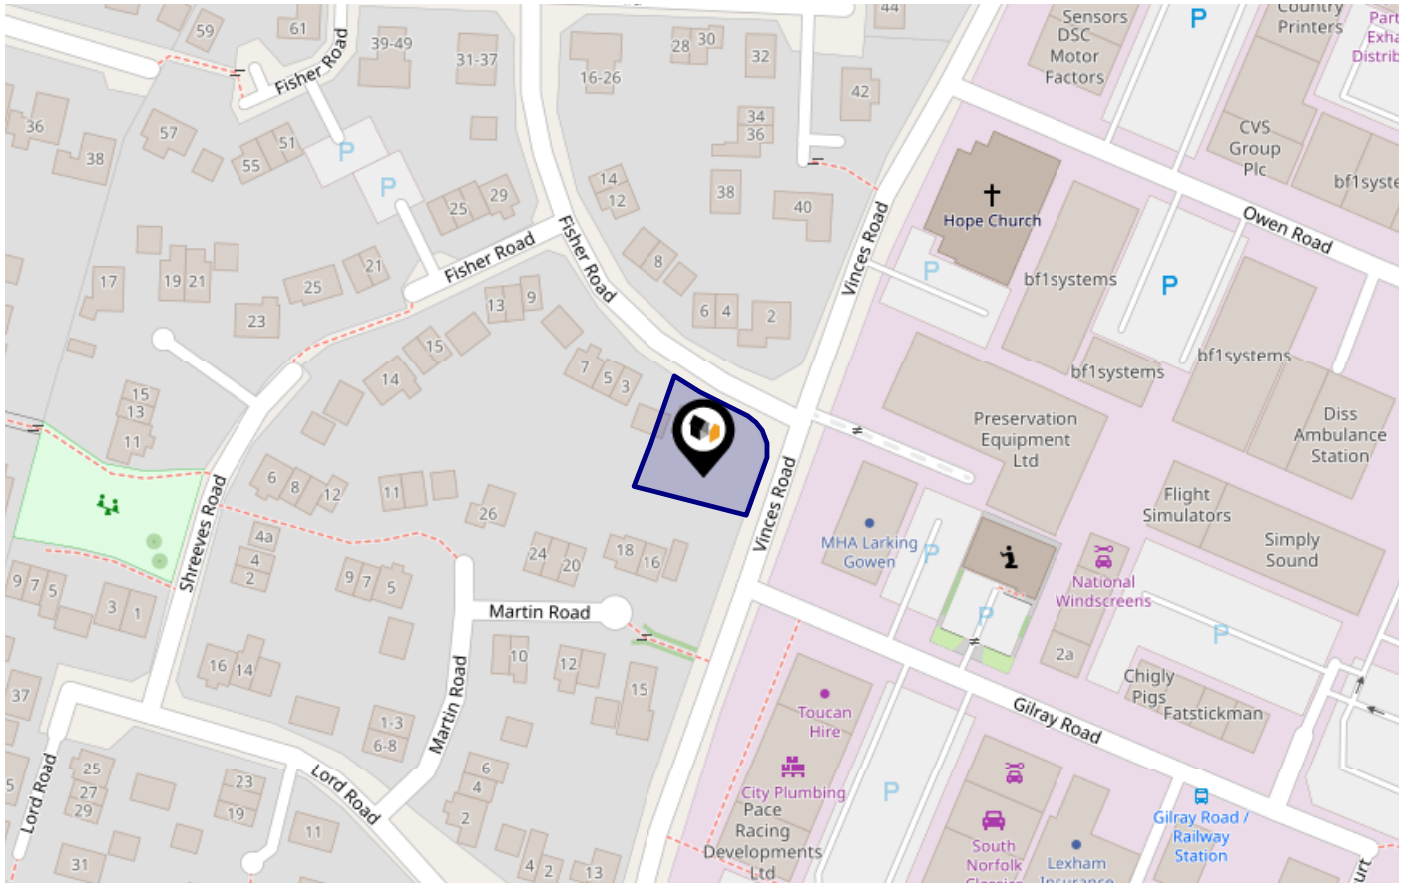 59
61
Fisher Road
39-49
31-37
16-26
28
30
32
44
42
34
36
Sensors
DSC
Motor
Factors
P
Country
Printers
CVS
Group
Plc
36
38
57
55
51
P
P
25
29
14
12
38
40
Hope Church
Owen Road
Vinces Road
Fisher Road
Fisher Road
17
19
21
25
21
23
13
9
8
6
4
2
P
bf1systems
P
bf1systems
bf1systems
15
14
7
5
3
15
13
11
Preservation
Equipment
Ltd
Diss
Ambulance
Station
6
8
12
11
26
Shreeves Road
Vinces Road
MHA Larking
Gowen
P
Flight
Simulators
Simply
Sound
National
Windscreens
4a
4
2
9
7
5
24
20
18
16
9
7
5
3
1
Martin Road
P
P
2a
16
14
10
12
15
37
1-3
6-8
Martin Road
Toucan
Hire
Chigly
Pigs
Fatstickman
Gilray Road
City Plumbing
Pace
Racing
Developments
Ltd
P
Gilray Road /
Railway
Station
South
Norfolk
Lexham
Lord Road
Lord Road
25
27
29
23
19
11
31
6
4
2
4
2
13